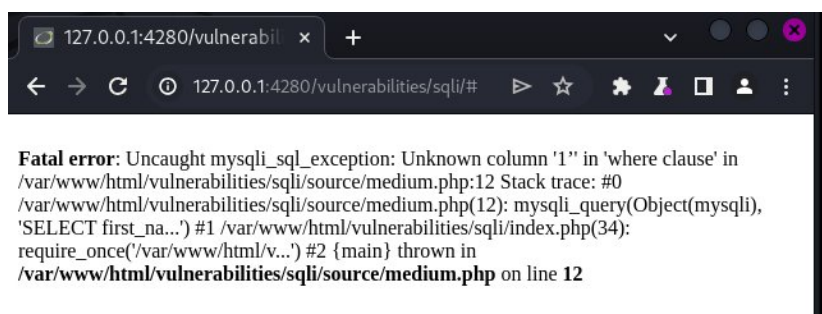 127.0.0.1:4280/vulnerabil
127.0.0.1:4280/vulnerabilities/sqli/#
Fatal error: Uncaught mysqli_sql_exception: Unknown column '1’' in 'where clause' in
/var/www/html/vulnerabilities/sqli/source/medium.php:12 Stack trace: #0
/var/www/html/vulnerabilities/sqli/source/medium.php(12): mysqli_query(Object(mysqli),
'SELECT first_na...') #1 /var/www/html/vulnerabilities/sqli/index.php(34):
require_once('/var/www/html/v...') #2 {main} thrown in
/var/www/html/vulnerabilities/sqli/source/medium.php on line 12